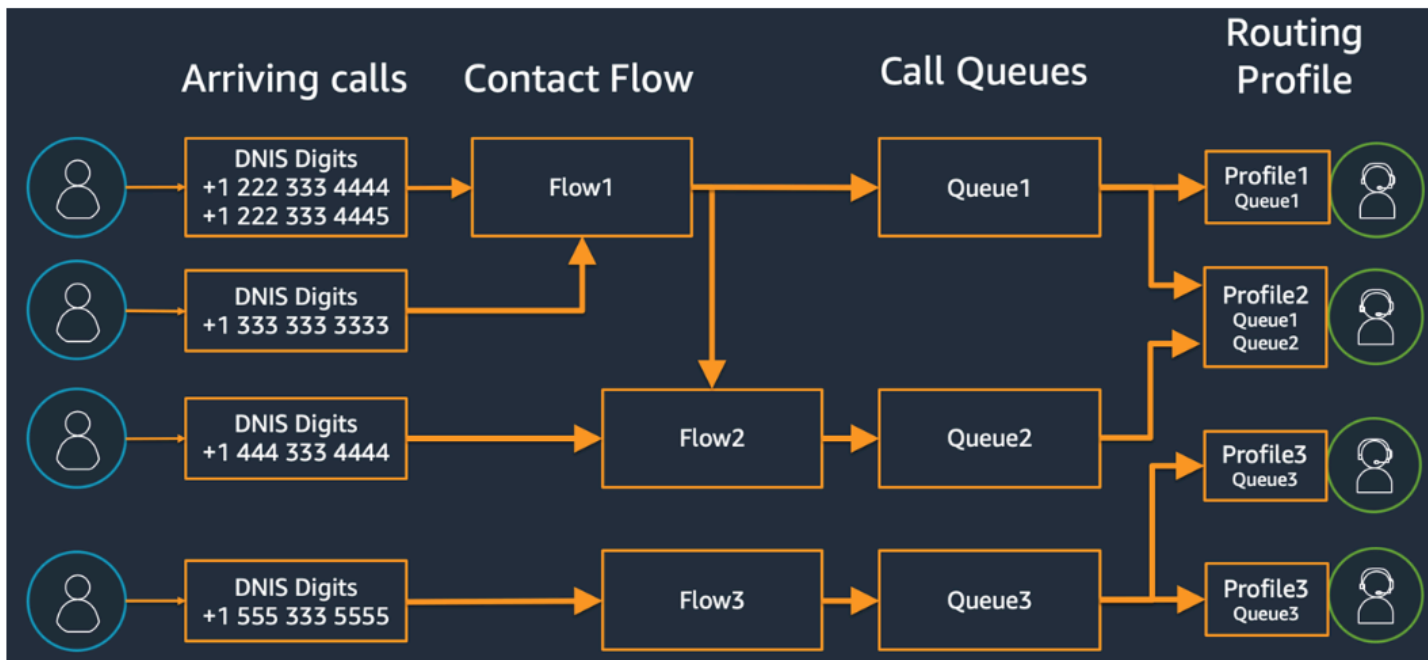 Arriving calls
Contact Flow
Call Queues
Routing
Profile
DNIS Digits
+1 222 333 4444
+1 222 333 4445
Flow1
Queue1
Profile1
Queue1
DNIS Digits
+1 333 333 3333
Profile2
Queue1
Queue2
DNIS Digits
+1 444 333 4444
Flow2
Queue2
Profile3
Queue3
DNIS Digits
+1 555 333 5555
Flow3
Queue3
Profile3
Queue3